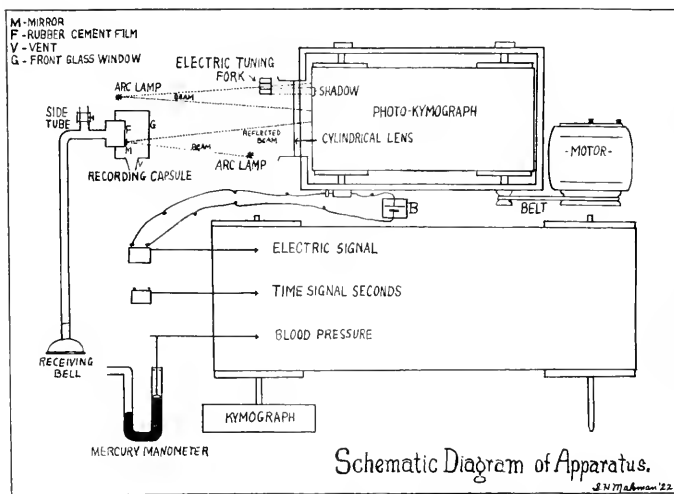 M-MIRROR
F-RUBBER CEMENT FILM
V-VENT
G-FRONT GLASS WINDOW
ELECTRIC TUNING
FORK
ARC LAMP
BEAM
SHADOW
PHOTO-KYMOGRAPH
SIDE
TUBE
F
G
M
V
REFLECTED
BEAM
CYLINDRICAL LENS
BEAM
ARC LAMP
-MOTOR-
RECORDING CAPSULE
B
BELT
ELECTRIC SIGNAL
TIME SIGNAL SECONDS
BLOOD PRESSURE
RECEIVING
BELL
KYMOGRAPH
MERCURY MANOMETER
Schematic Diagram of Apparatus.
'22